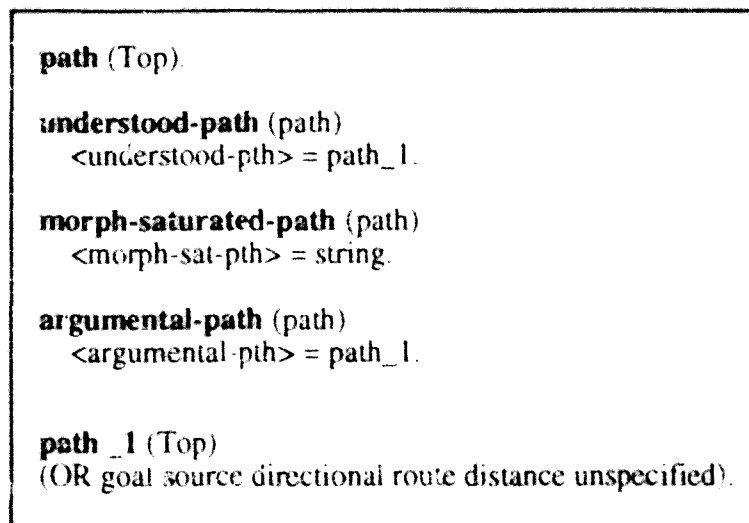 path (Top).
understood-path (path)
<understood-pth> = path_1.
morph-saturated-path (path)
<morph-sat-pth> = string.
argumental-path (path)
<argumental-pth> = path_1.
path _1 (Top)
(OR goal source directional route distance unspecified).